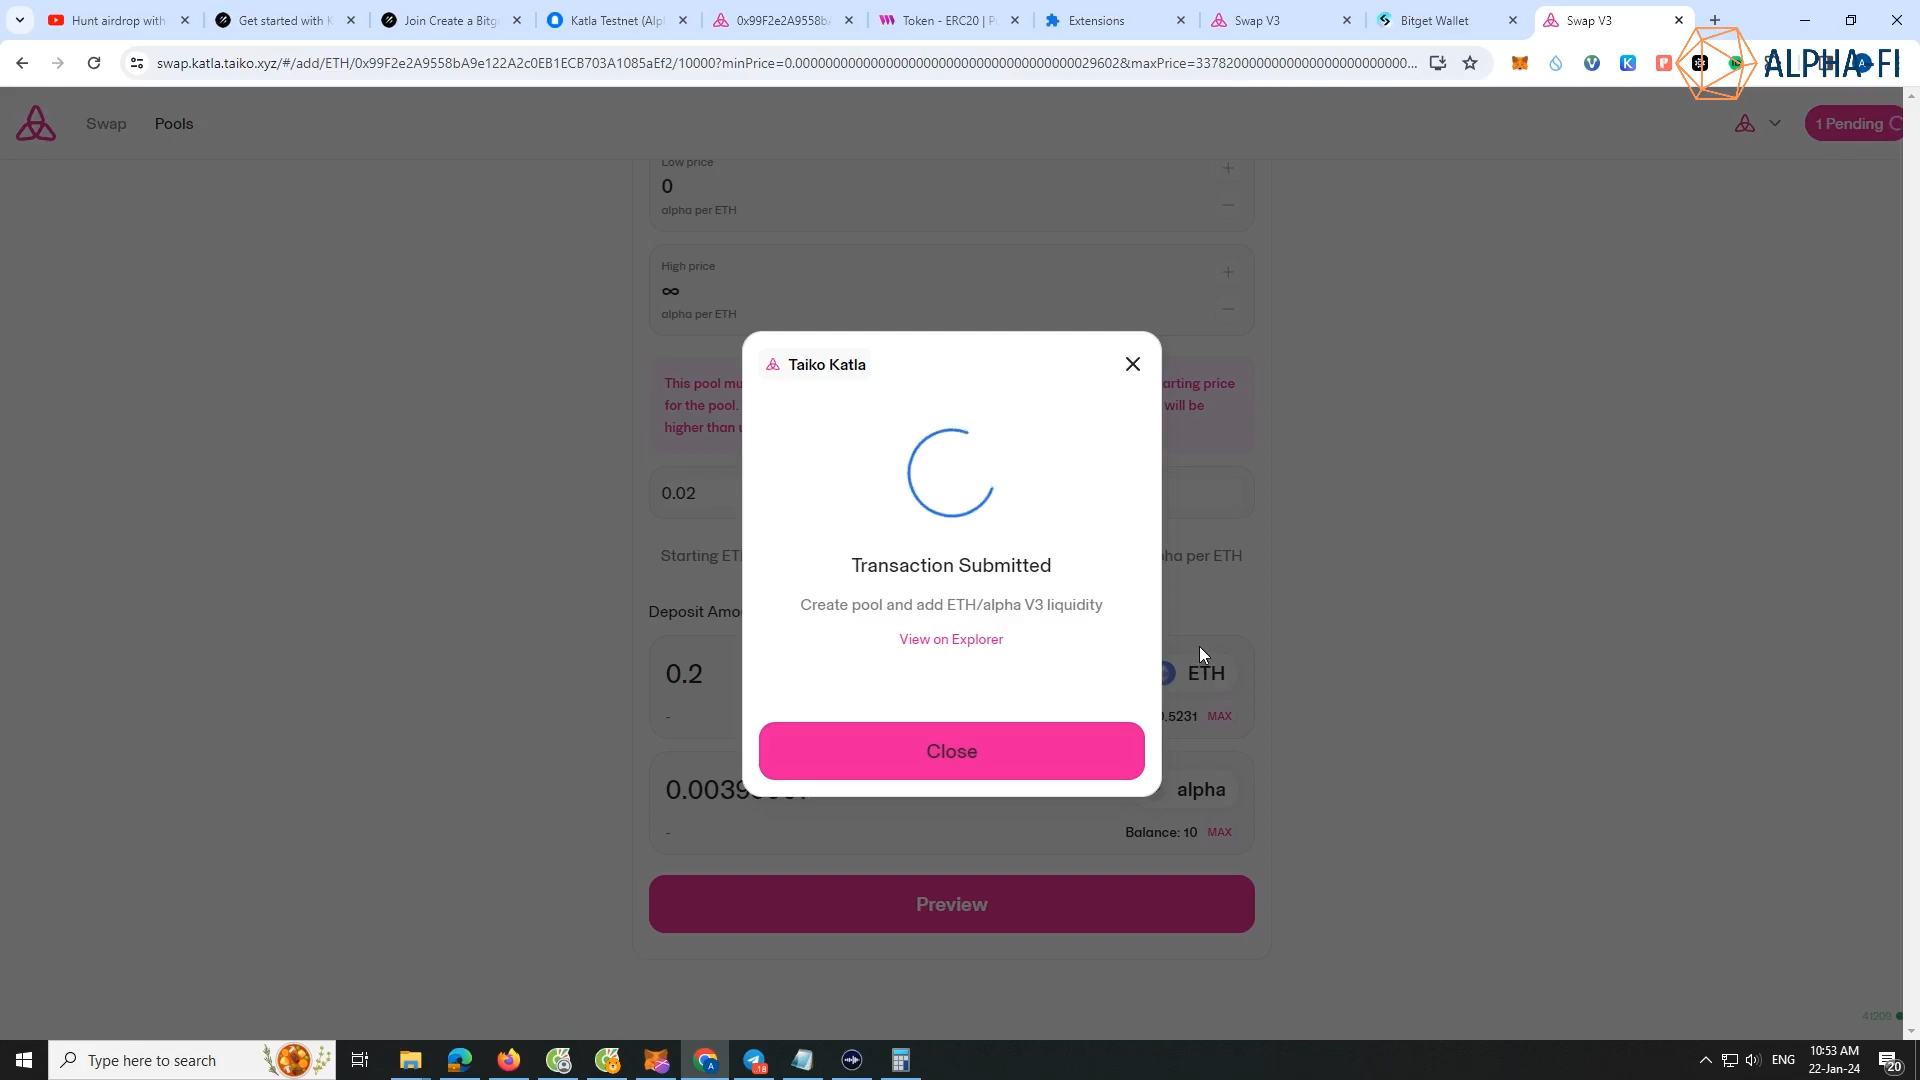 Hunt airdrop with
Get started with K
Join Create a Bitg
Katla Testnet (Alp
0x99F2e2A9558b
Token - ERC20 | P
Extensions
Swap V3
Bitget Wallet
Swap V3
swap.katla.taiko.xyz/#/add/ETH/0x99F2e2A9558bA9e122A2c0EB1ECB703A1085aEf2/10000?minPrice=0.00000000000000000000000000000000000000029602&maxPrice=33782000000000000000000000...
ALPHA FI
Swap
Pools
1 Pending
Low price
0
alpha per ETH
High price
∞
alpha per ETH
Taiko Katla
This pool mu
arting price
for the pool.
will be
higher than u
0.02
Transaction Submitted
Starting ET
ha per ETH
Create pool and add ETH/alpha V3 liquidity
Deposit Amo
View on Explorer
0.2
ETH
-
.5231 MAX
Close
0.0039
alpha
-
Balance: 10 MAX
Preview
41209
Type here to search
.18
ENG
10:53 AM
22-Jan-24
20